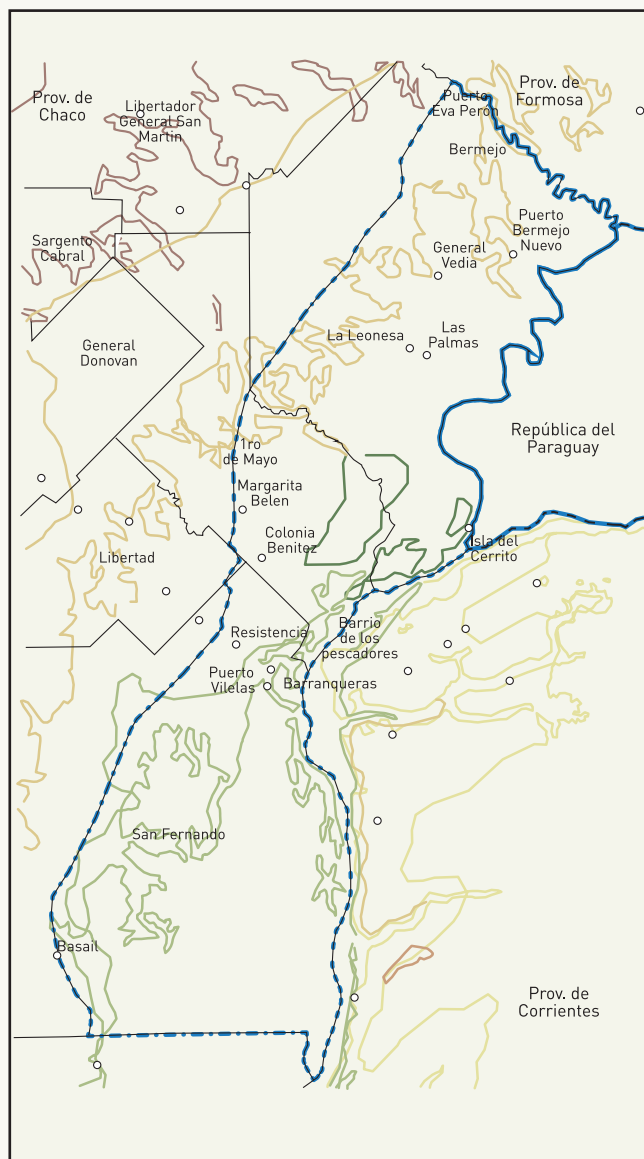 Prov. de
Chaco
Libertador
General San
Martin
Puerto
Eva Perón
Prov. de
Formosa
Bermejo
Sargento
Cabral
Puerto
Bermejo
Nuevo
General
Vedia
General
Donovan
La Leonesa
Las
Palmas
República del
Paraguay
1ro
de Mayo
Margarita
Belen
Colonia
Benitez
Isla del
Cerrito
Libertad
Resistencia
Barrio
de los
pescadores
Puerto
Vilelas
Barranqueras
San Fernando
Basail
Prov. de
Corrientes